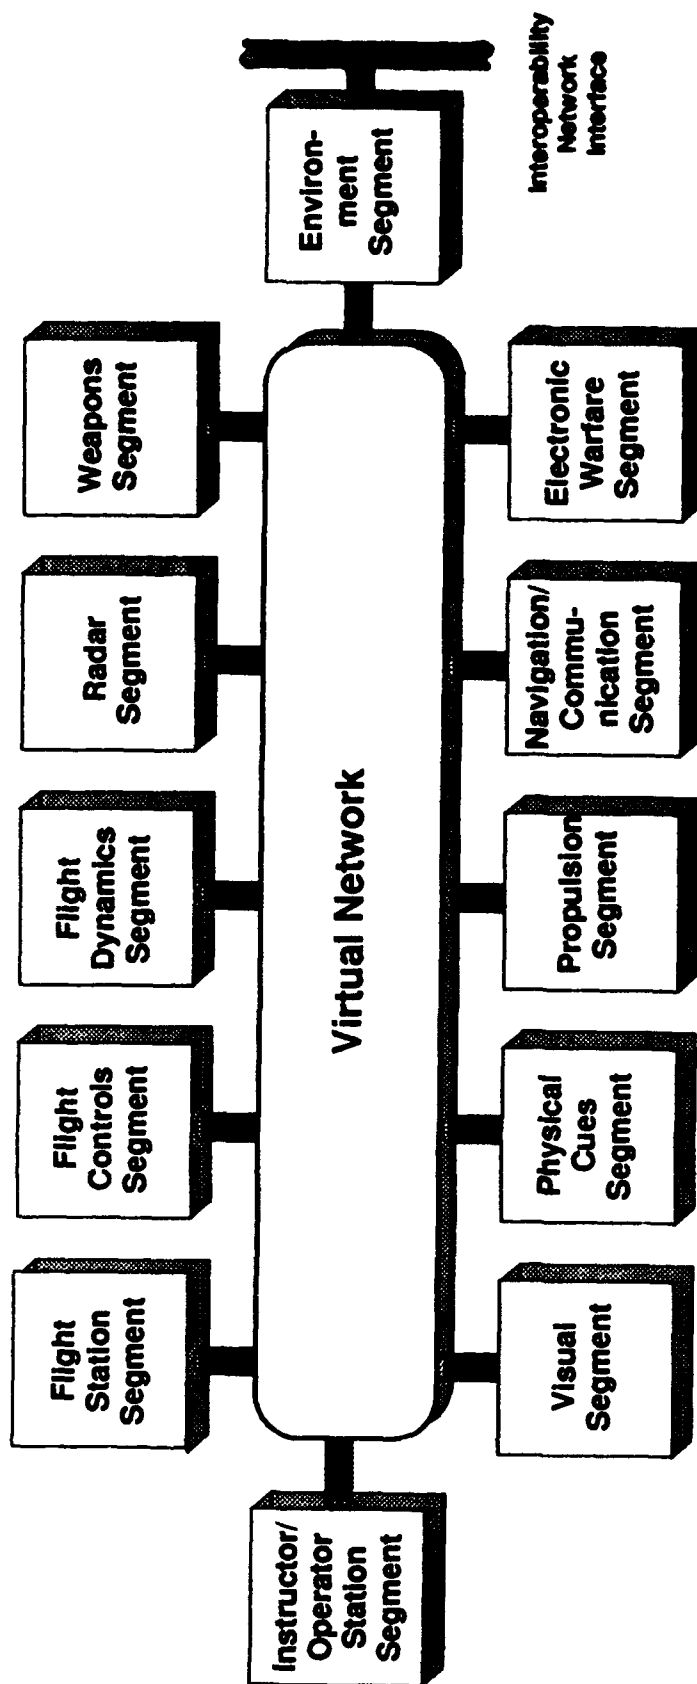 Flight
Station
Segment
Flight
Controls
Segment
Flight
Dynamics
Segment
Radar
Segment
Weapons
Segment
Instructor/
Operator
Station
Segment
Virtual Network
Environ-
ment
Segment
Visual
Segment
Physical
Cues
Segment
Propulsion
Segment
Navigation/
Commu-
nication
Segment
Electronic
Warfare
Segment
Interoperability
Network
Interface